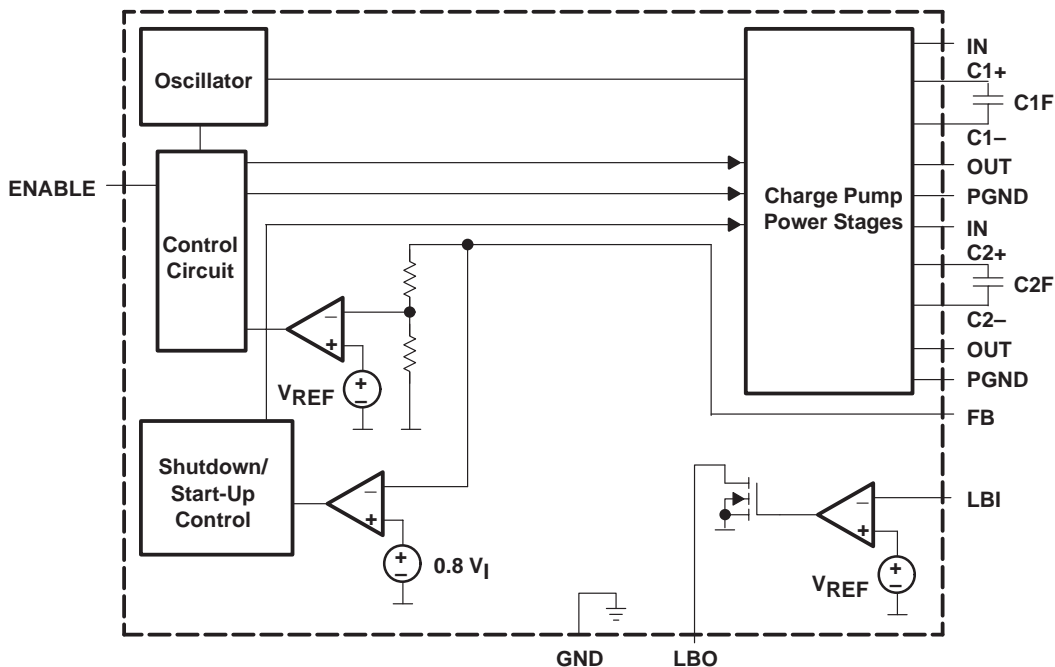 Oscillator
ENABLE
Control
Circuit
Shutdown/
Start-Up
Control
–
+
+
–
VREF
–
+
+
–
0.8 VI
Charge Pump
Power Stages
IN
C1+
C1F
C1–
OUT
PGND
IN
C2+
C2F
C2–
OUT
PGND
FB
LBI
–
+
+
–
VREF
GND
LBO